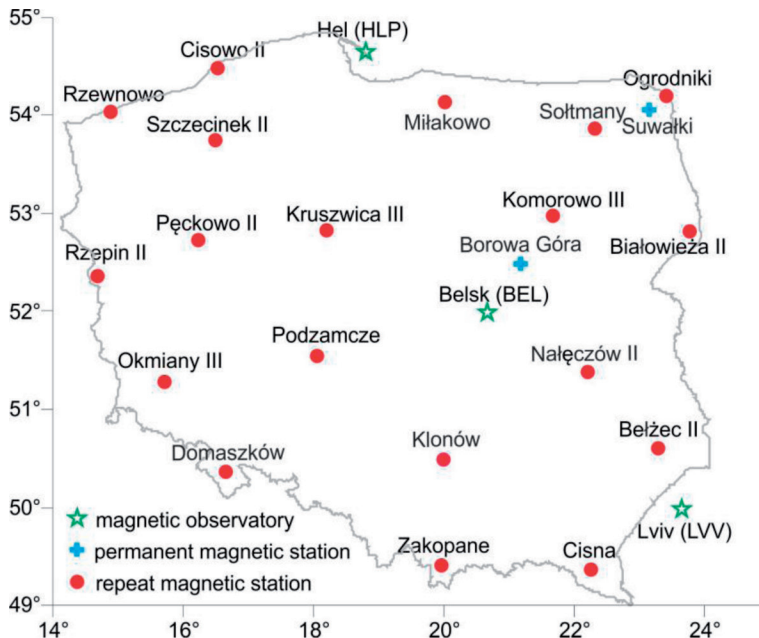 55°
Hel (HLP)
Cisowo II
Ogrodniki
Rzewnowo
54°
Szczecinek II
Miłakowo
Sołtmany
Suwałki
53°
Pęckowo II
Kruszwica III
Komorowo III
Rzepin II
Borowa Góra
Białowieża II
52°
Belsk (BEL)
Podzamcze
Okmiany III
Nałęczów II
51°
Bełżec II
Domaszków
Klonów
50°
magnetic observatory
Lviv (LVV)
permanent magnetic station
Zakopane
Cisna
repeat magnetic station
49°
14°
16°
18°
20°
22°
24°